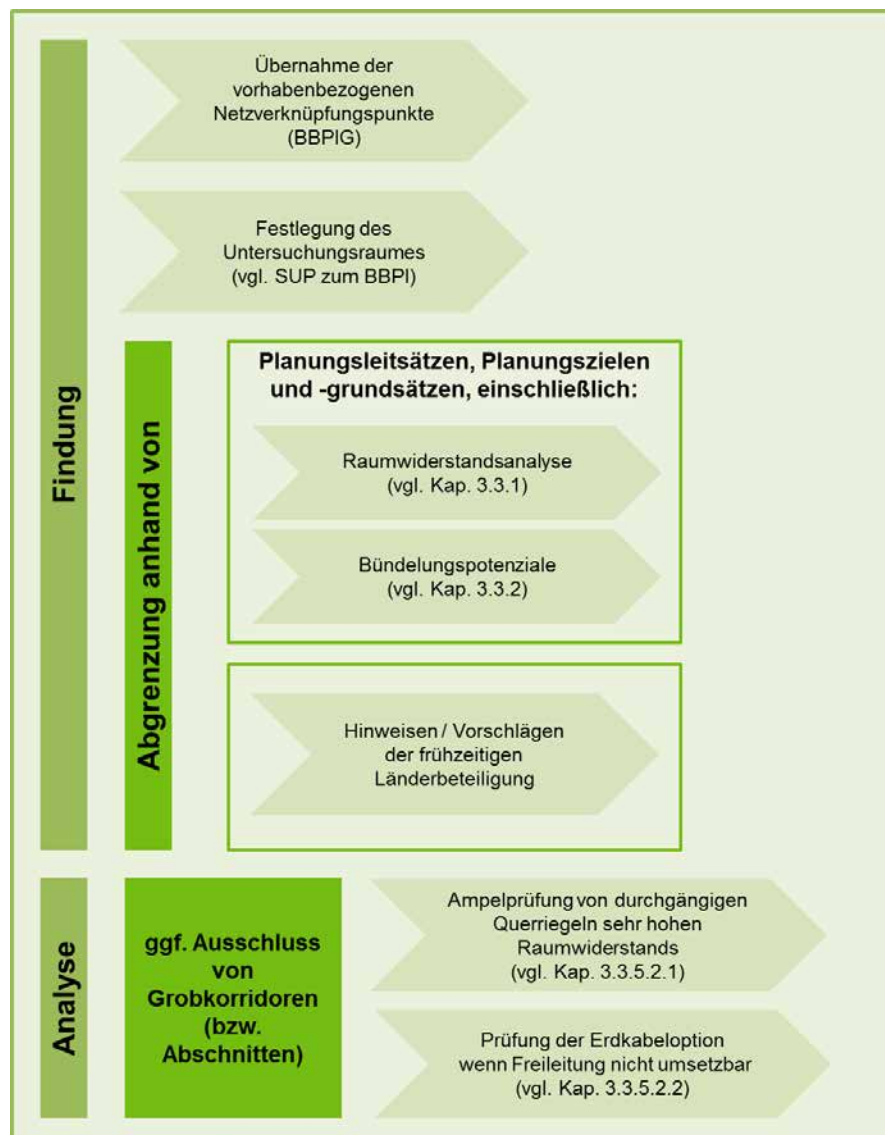 Findung
Übernahme der
vorhabenbezogenen
Netzverknüpfungspunkte
(BBPlG)
Festlegung des
Untersuchungsraumes
(vgl. SUP zum BBPl)
Abgrenzung anhand von
Planungsleitsätzen, Planungszielen
und -grundsätzen, einschließlich:
Raumwiderstandsanalyse
(vgl. Kap. 3.3.1)
Bündelungspotenziale
(vgl. Kap. 3.3.2)
Hinweisen / Vorschlägen
der frühzeitigen
Länderbeteiligung
Analyse
ggf. Ausschluss
von
Grobkorridoren
(bzw.
Abschnitten)
Ampelprüfung von durchgängigen
Querriegeln sehr hohen
Raumwiderstands
(vgl. Kap. 3.3.5.2.1)
Prüfung der Erdkabeloption
wenn Freileitung nicht umsetzbar
(vgl. Kap. 3.3.5.2.2)